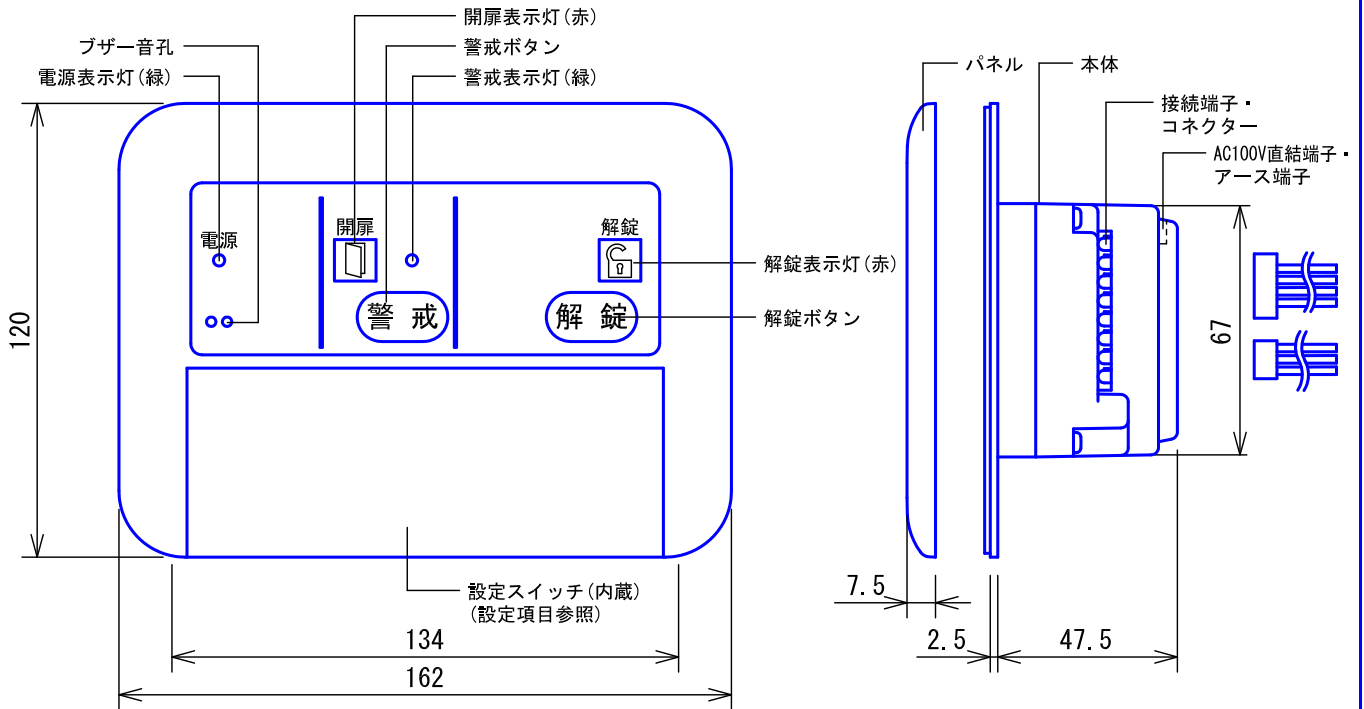 開扉表示灯(赤)
ブザー音孔
警戒ボタン
電源表示灯(緑)
警戒表示灯(緑)
電源
開扉
解錠
警 戒
解 錠
解錠表示灯(赤)
解錠ボタン
120
設定スイッチ(内蔵)
(設定項目参照)
134
162
パネル
本体
接続端子・
コネクター
AC100V直結端子・
アース端子
67
7.5
2.5
47.5